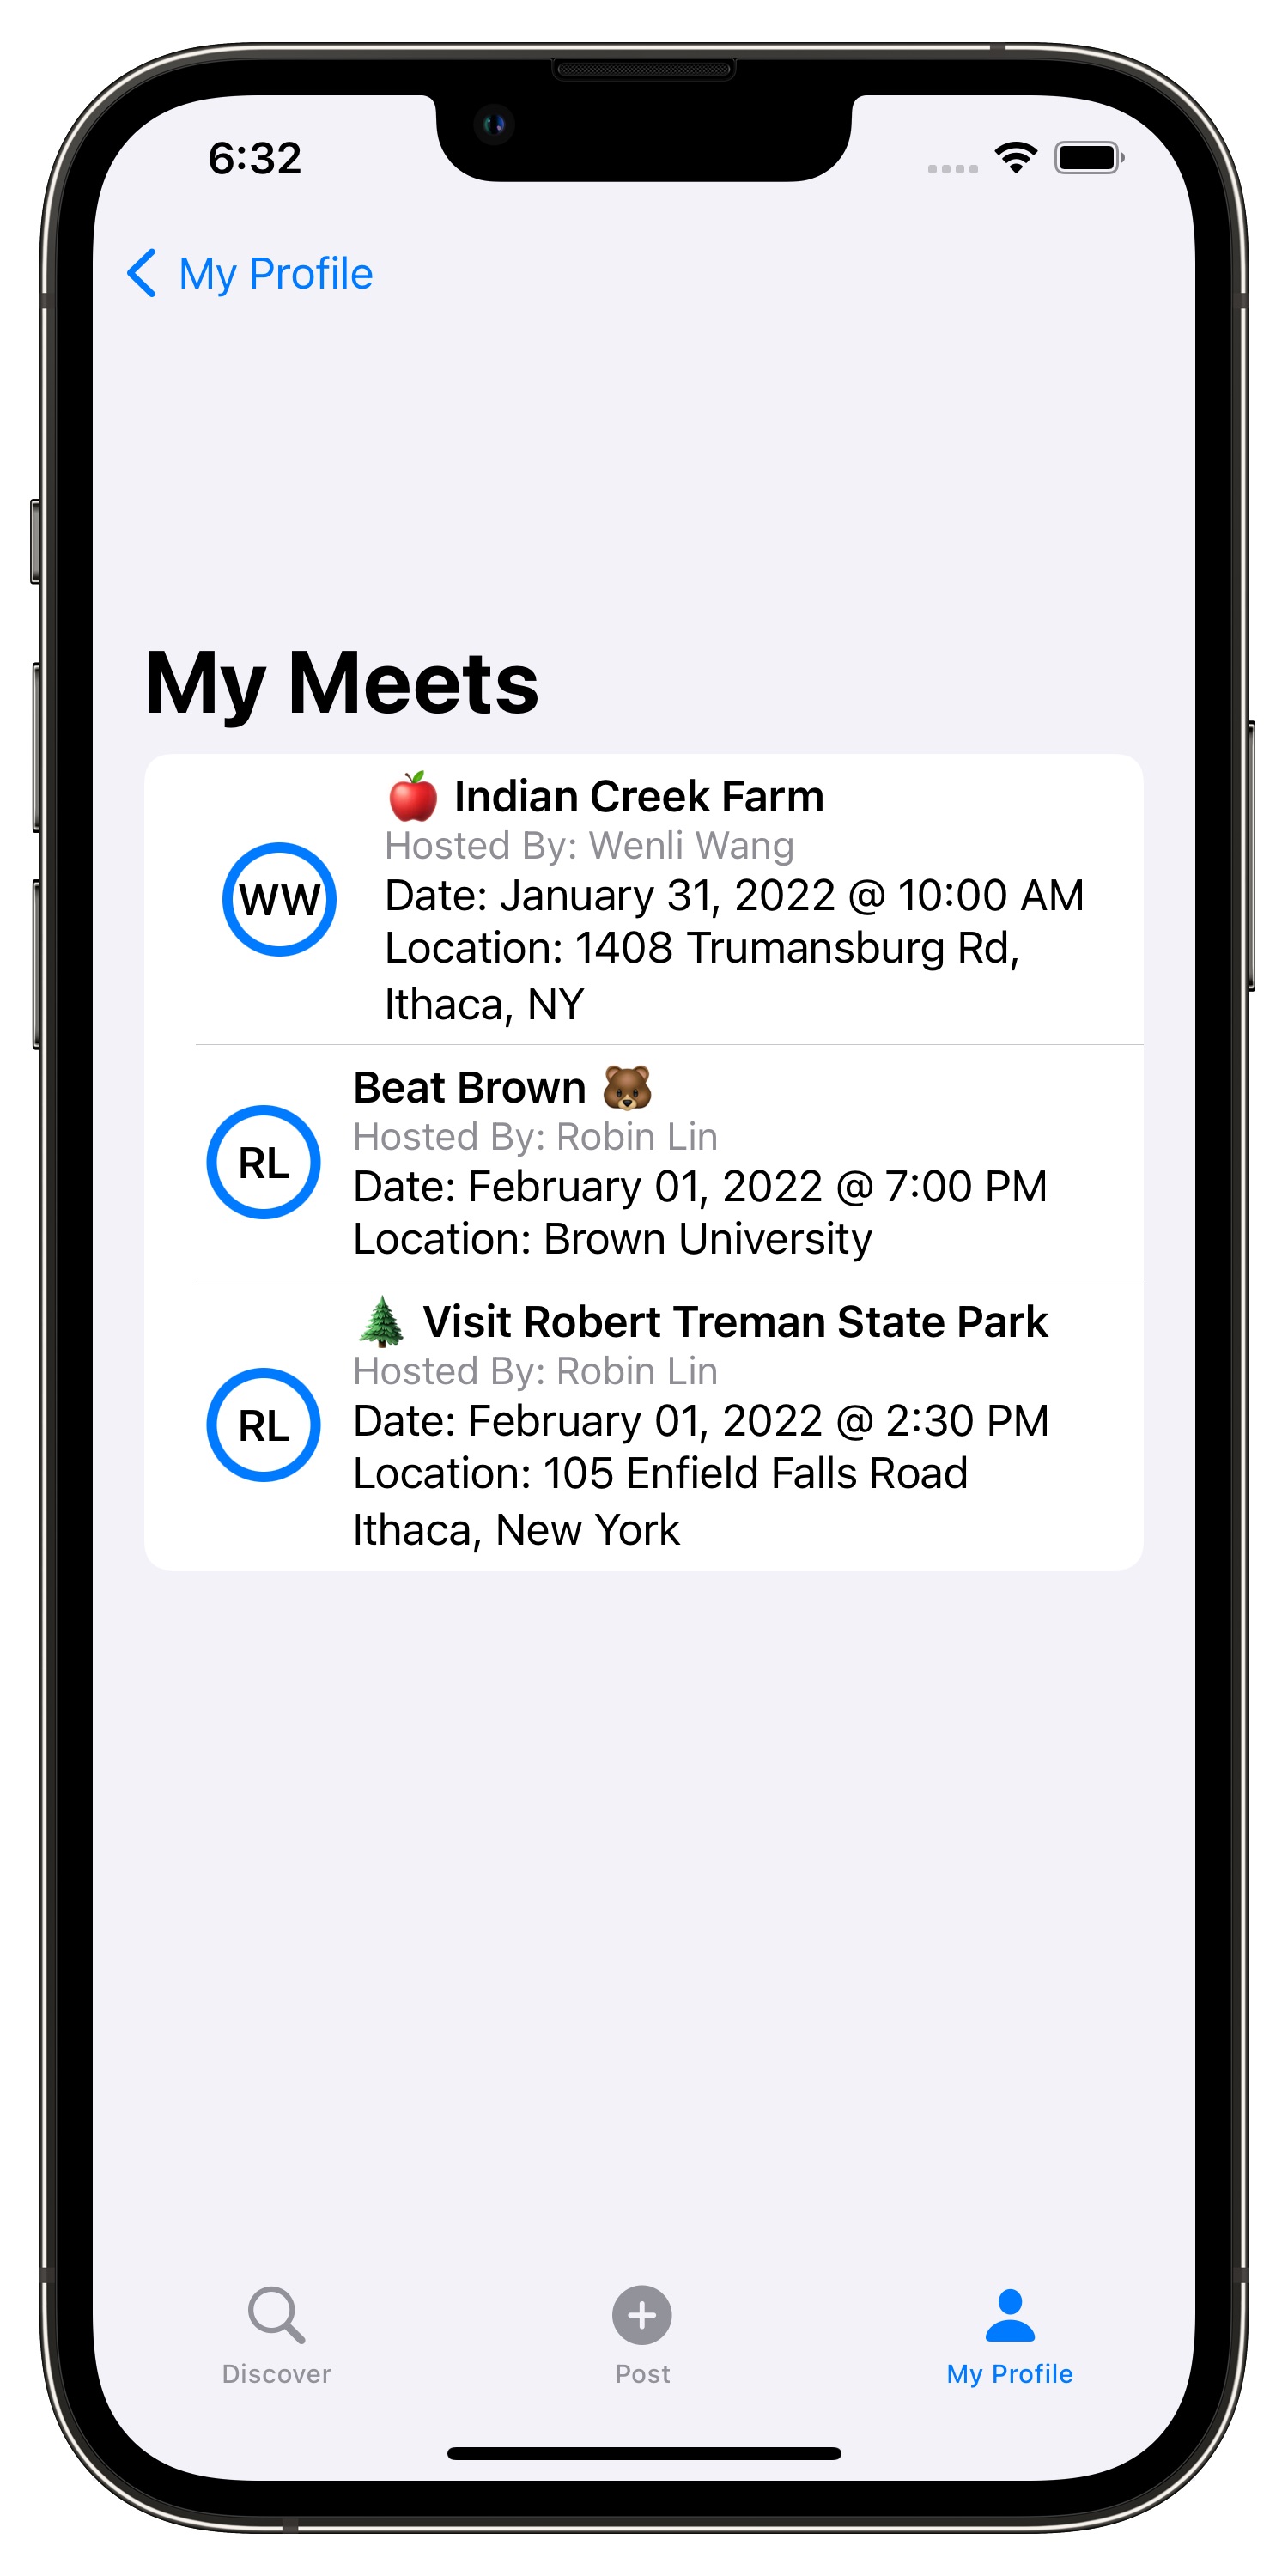 6:32
My Profile
My Meets
🍎 Indian Creek Farm
Hosted By: Wenli Wang
WW
Date: January 31, 2022 @ 10:00 AM
Location: 1408 Trumansburg Rd,
Ithaca, NY
Beat Brown 🐻
Hosted By: Robin Lin
RL
Date: February 01, 2022 @ 7:00 PM
Location: Brown University
🌲 Visit Robert Treman State Park
Hosted By: Robin Lin
RL
Date: February 01, 2022 @ 2:30 PM
Location: 105 Enfield Falls Road
Ithaca, New York
Discover
Post
My Profile